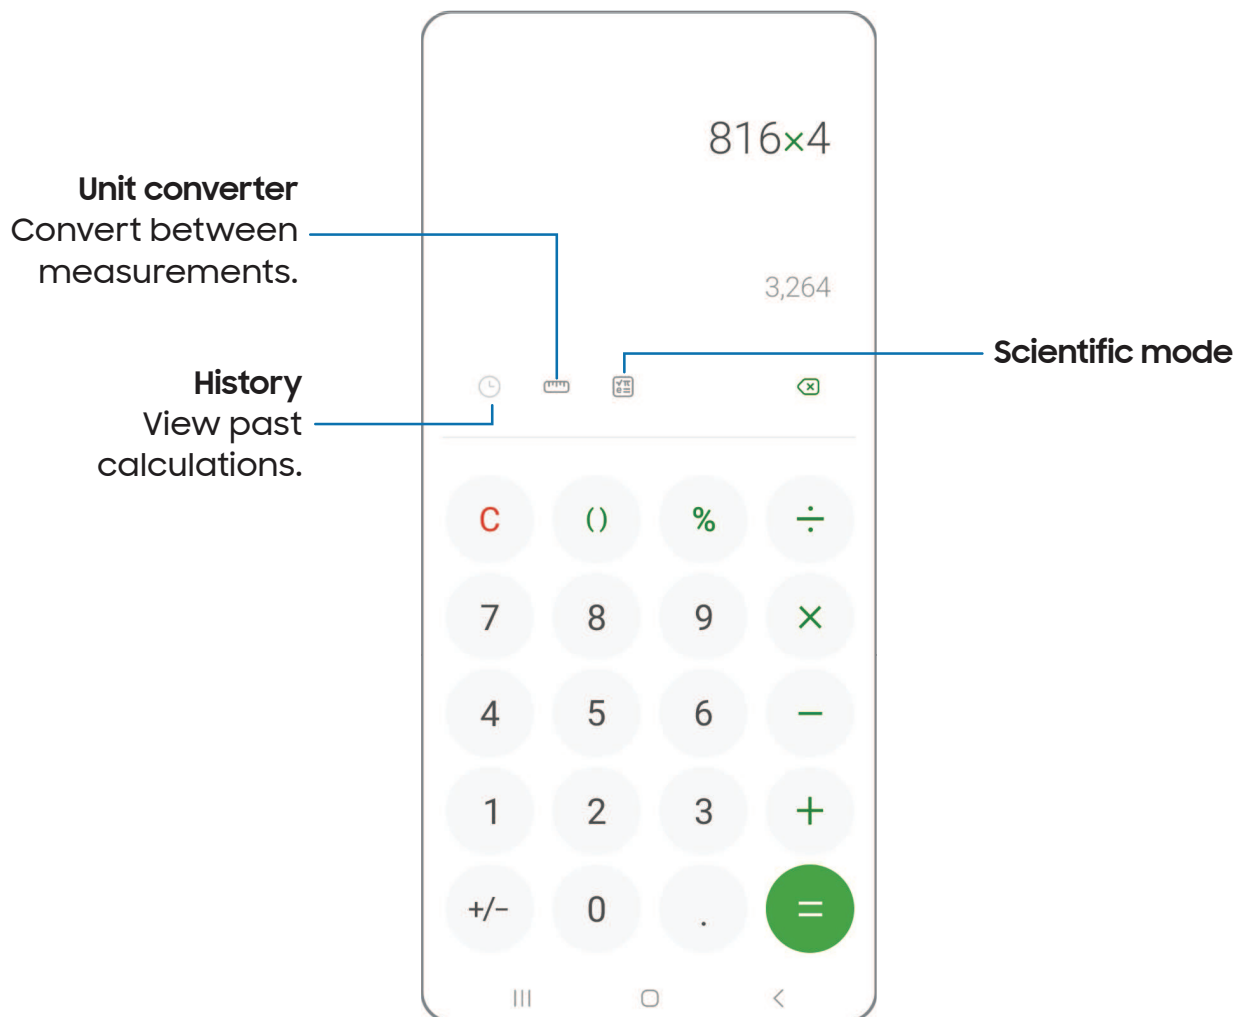 816×4
Unit converter
Convert between
measurements.
3,264
Scientific mode
History
View past
calculations.
C () % ÷
7 8 9 ×
4 5 6 −
1 2 3 +
+/− 0 . =